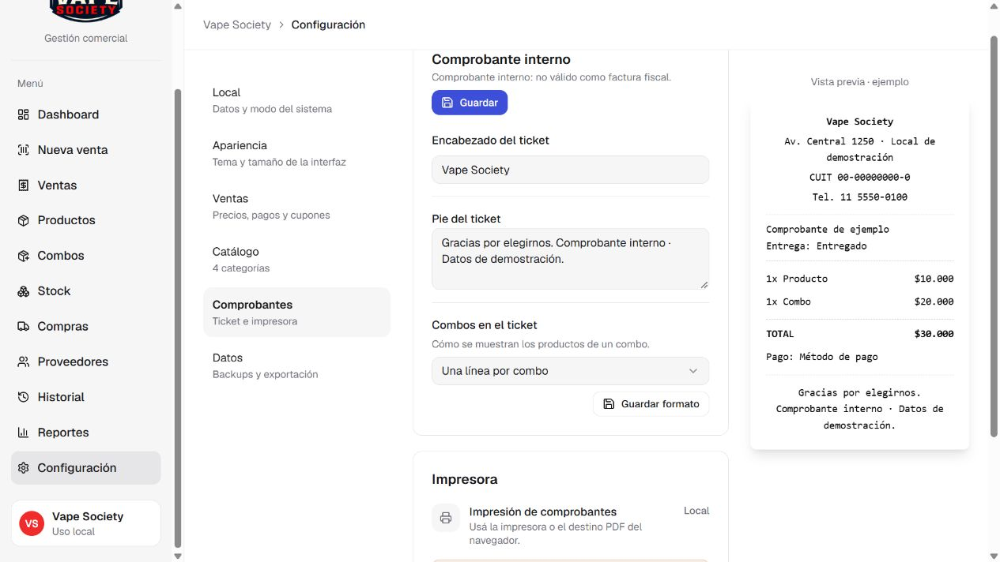 VAPE
SOCIETY
Gestión comercial
Menú
Dashboard
Nueva venta
Ventas
Productos
Combos
Stock
Compras
Proveedores
Historial
Reportes
Configuración
VS
Vape Society
Uso local
Vape Society > Configuración
Local
Datos y modo del sistema
Apariencia
Tema y tamaño de la interfaz
Ventas
Precios, pagos y cupones
Catálogo
4 categorías
Comprobantes
Ticket e impresora
Datos
Backups y exportación
Comprobante interno
Comprobante interno: no válido como factura fiscal.
Guardar
Encabezado del ticket
Vape Society
Pie del ticket
Gracias por elegirnos. Comprobante interno ·
Datos de demostración.
Combos en el ticket
Cómo se muestran los productos de un combo.
Una línea por combo
Guardar formato
Impresora
Impresión de comprobantes
Local
Usá la impresora o el destino PDF del
navegador.
Vista previa · ejemplo
Vape Society
Av. Central 1250 · Local de
demostración
CUIT 00-00000000-0
Tel. 11 5550-0100
Comprobante de ejemplo
Entrega: Entregado
1x Producto $10.000
1x Combo $20.000
TOTAL $30.000
Pago: Método de pago
Gracias por elegirnos.
Comprobante interno · Datos de
demostración.